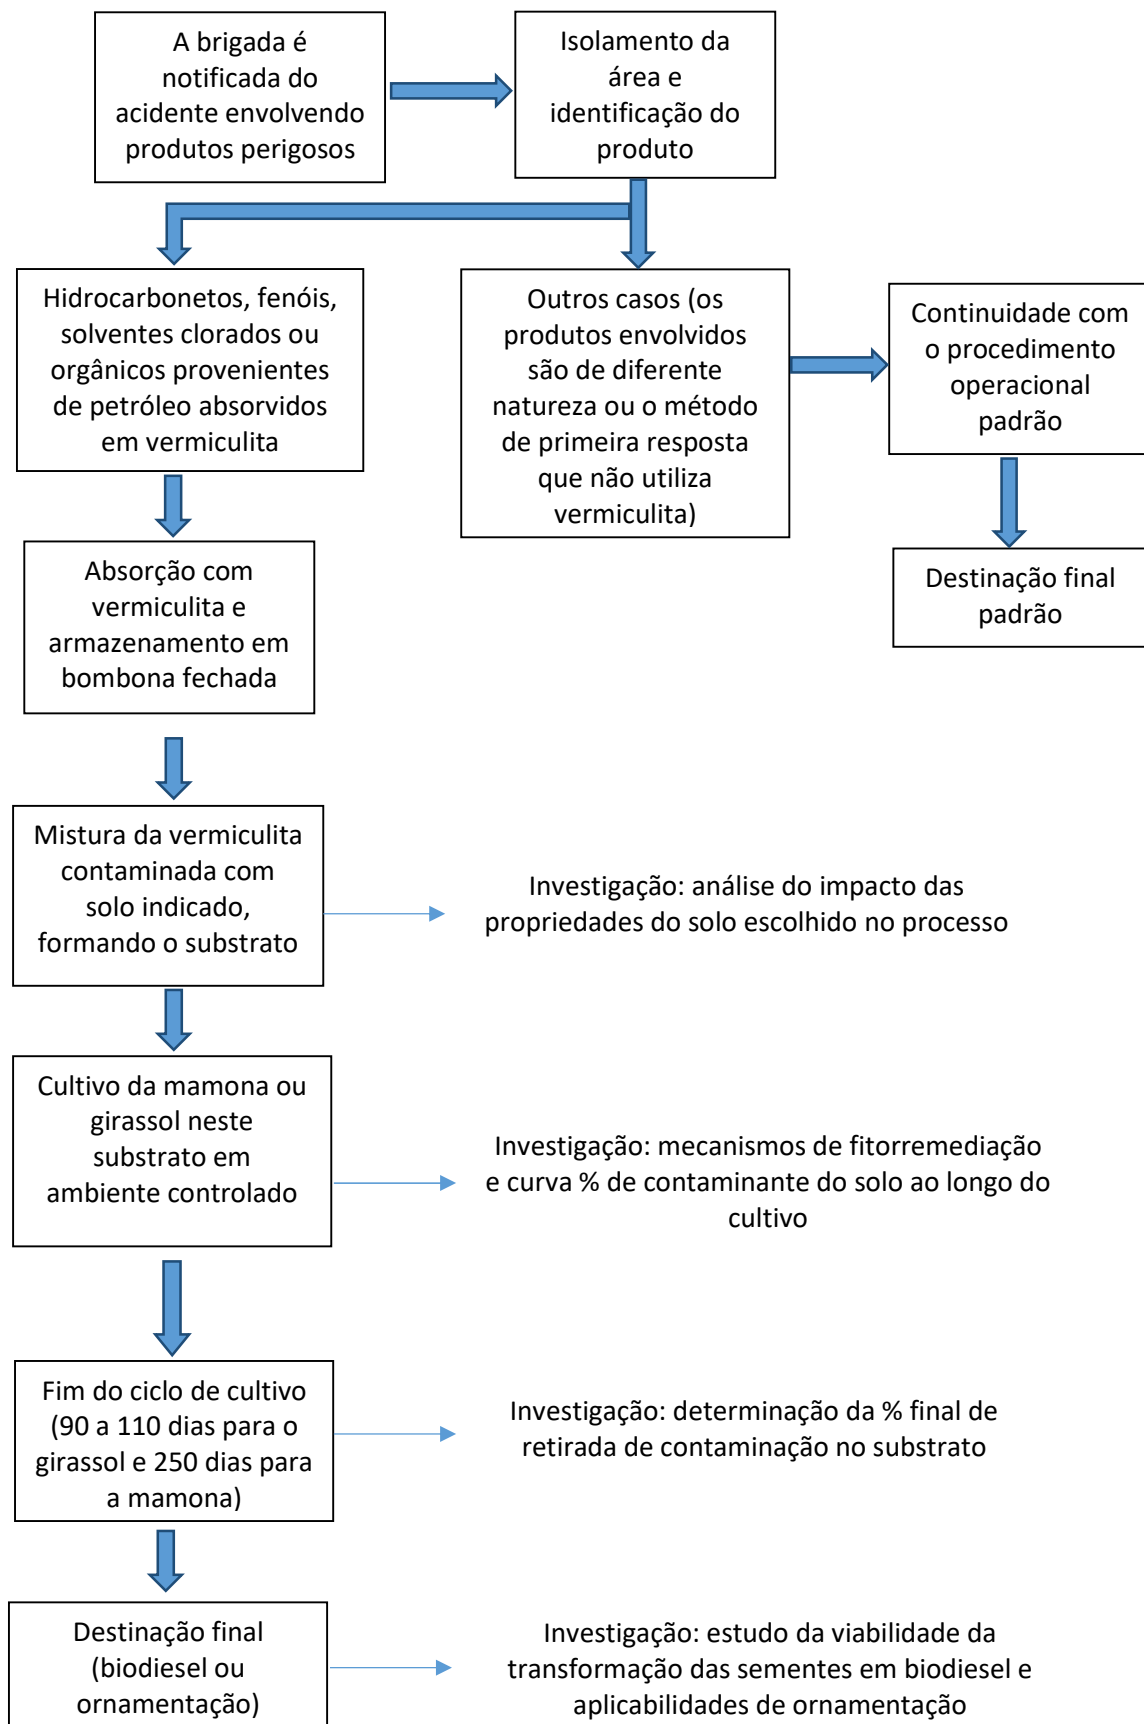 A brigada é
notificada do
acidente envolvendo
produtos perigosos
Isolamento da
área e
identificação do
produto
Hidrocarbonetos, fenóis,
solventes clorados ou
orgânicos provenientes
de petróleo absorvidos
em vermiculita
Outros casos (os
produtos envolvidos
são de diferente
natureza ou o método
de primeira resposta
que não utiliza
vermiculita)
Continuidade com
o procedimento
operacional
padrão
Destinação final
padrão
Absorção com
vermiculita e
armazenamento em
bombona fechada
Mistura da vermiculita
contaminada com
solo indicado,
formando o substrato
Investigação: análise do impacto das
propriedades do solo escolhido no processo
Cultivo da mamona ou
girassol neste
substrato em
ambiente controlado
Investigação: mecanismos de fitorremediação
e curva % de contaminante do solo ao longo do
cultivo
Fim do ciclo de cultivo
(90 a 110 dias para o
girassol e 250 dias para
a mamona)
Investigação: determinação da % final de
retirada de contaminação no substrato
Destinação final
(biodiesel ou
ornamentação)
Investigação: estudo da viabilidade da
transformação das sementes em biodiesel e
aplicabilidades de ornamentação